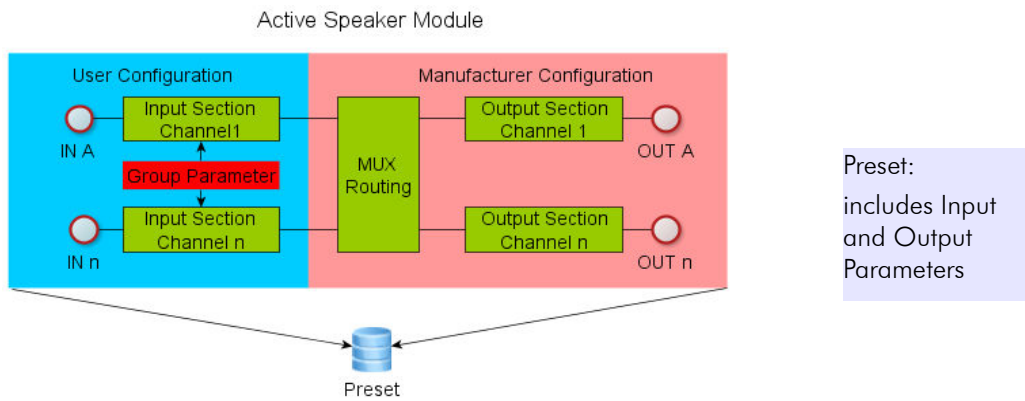 Active Speaker Module
User Configuration
Manufacturer Configuration
Input Section
Channel1
Output Section
Channel 1
IN A
OUT A
Group Parameter
MUX
Routing
Input Section
Channel n
Output Section
Channel n
IN n
OUT n
Preset
Preset:
includes Input
and Output
Parameters